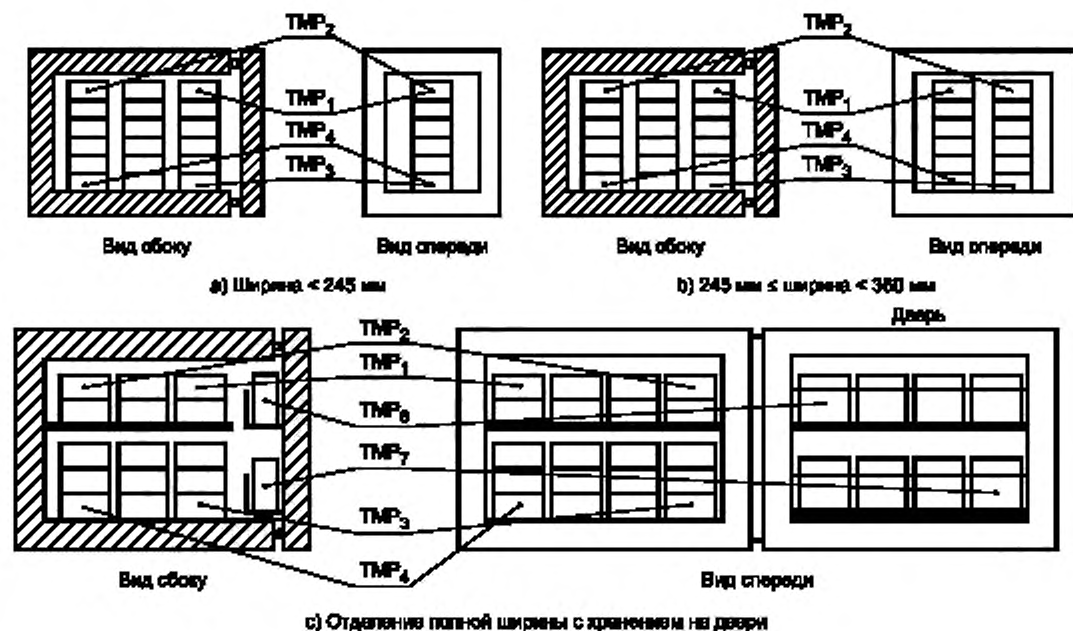 TMP₂
TMP₁
TMP₄
TMP₃
Вид сбоку
Вид спереди
a) Ширина < 245 мм
TMP₂
TMP₁
TMP₄
TMP₃
Вид сбоку
Вид спереди
b) 245 мм ≤ ширина < 380 мм
TMP₂
TMP₁
TMP₆
TMP₇
TMP₃
TMP₄
Дверь
Вид сбоку
Вид спереди
c) Отделение полной ширины с хранением на двери